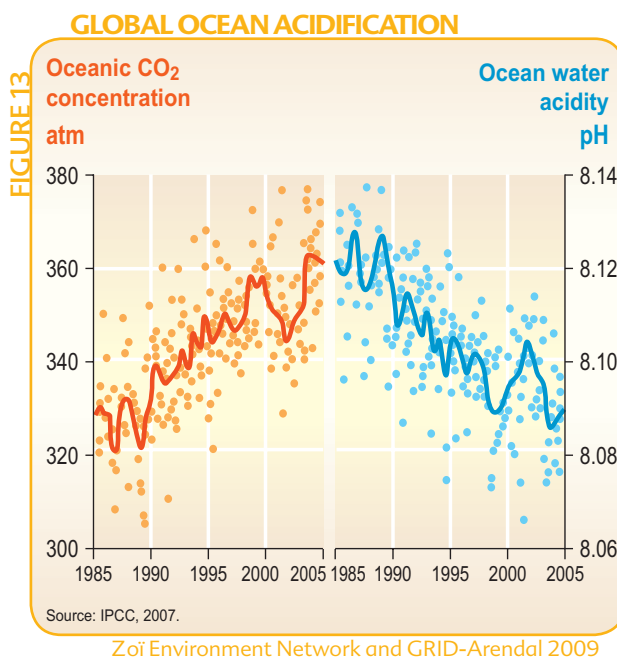 GLOBAL OCEAN ACIDIFICATION
FIGURE 13
Oceanic CO₂
concentration
atm
Ocean water
acidity
pH
380
360
340
320
300
8.14
8.12
8.10
8.08
8.06
1985 1990 1995 2000 2005 1985 1990 1995 2000 2005
Source: IPCC, 2007.
Zoï Environment Network and GRID-Arendal 2009